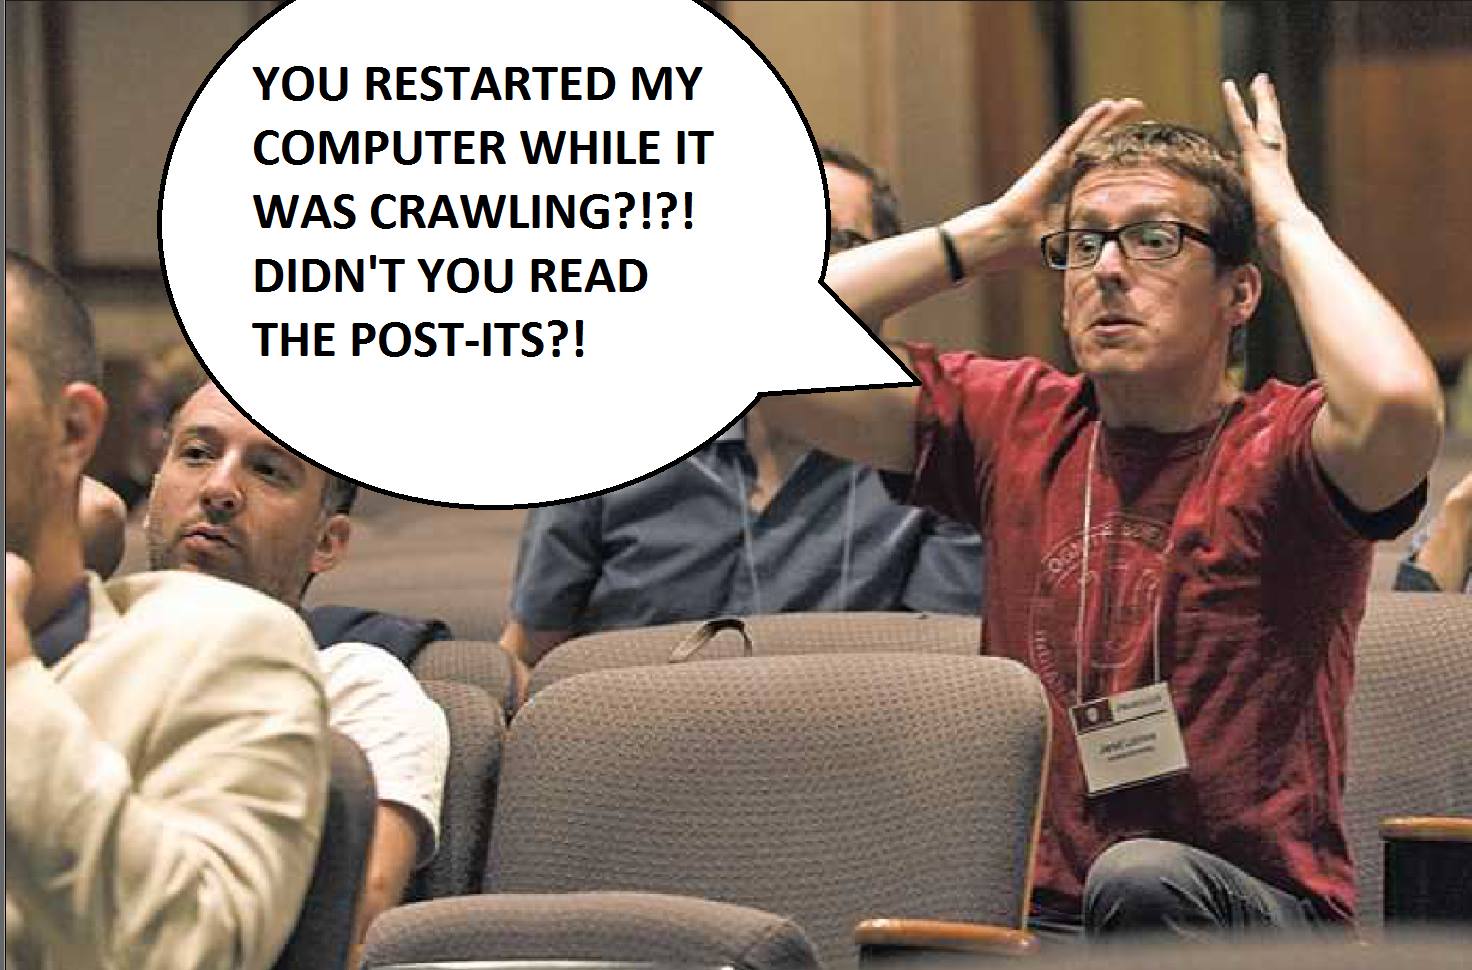 YOU RESTARTED MY
COMPUTER WHILE IT
WAS CRAWLING?!?!
DIDN'T YOU READ
THE POST-ITS?!